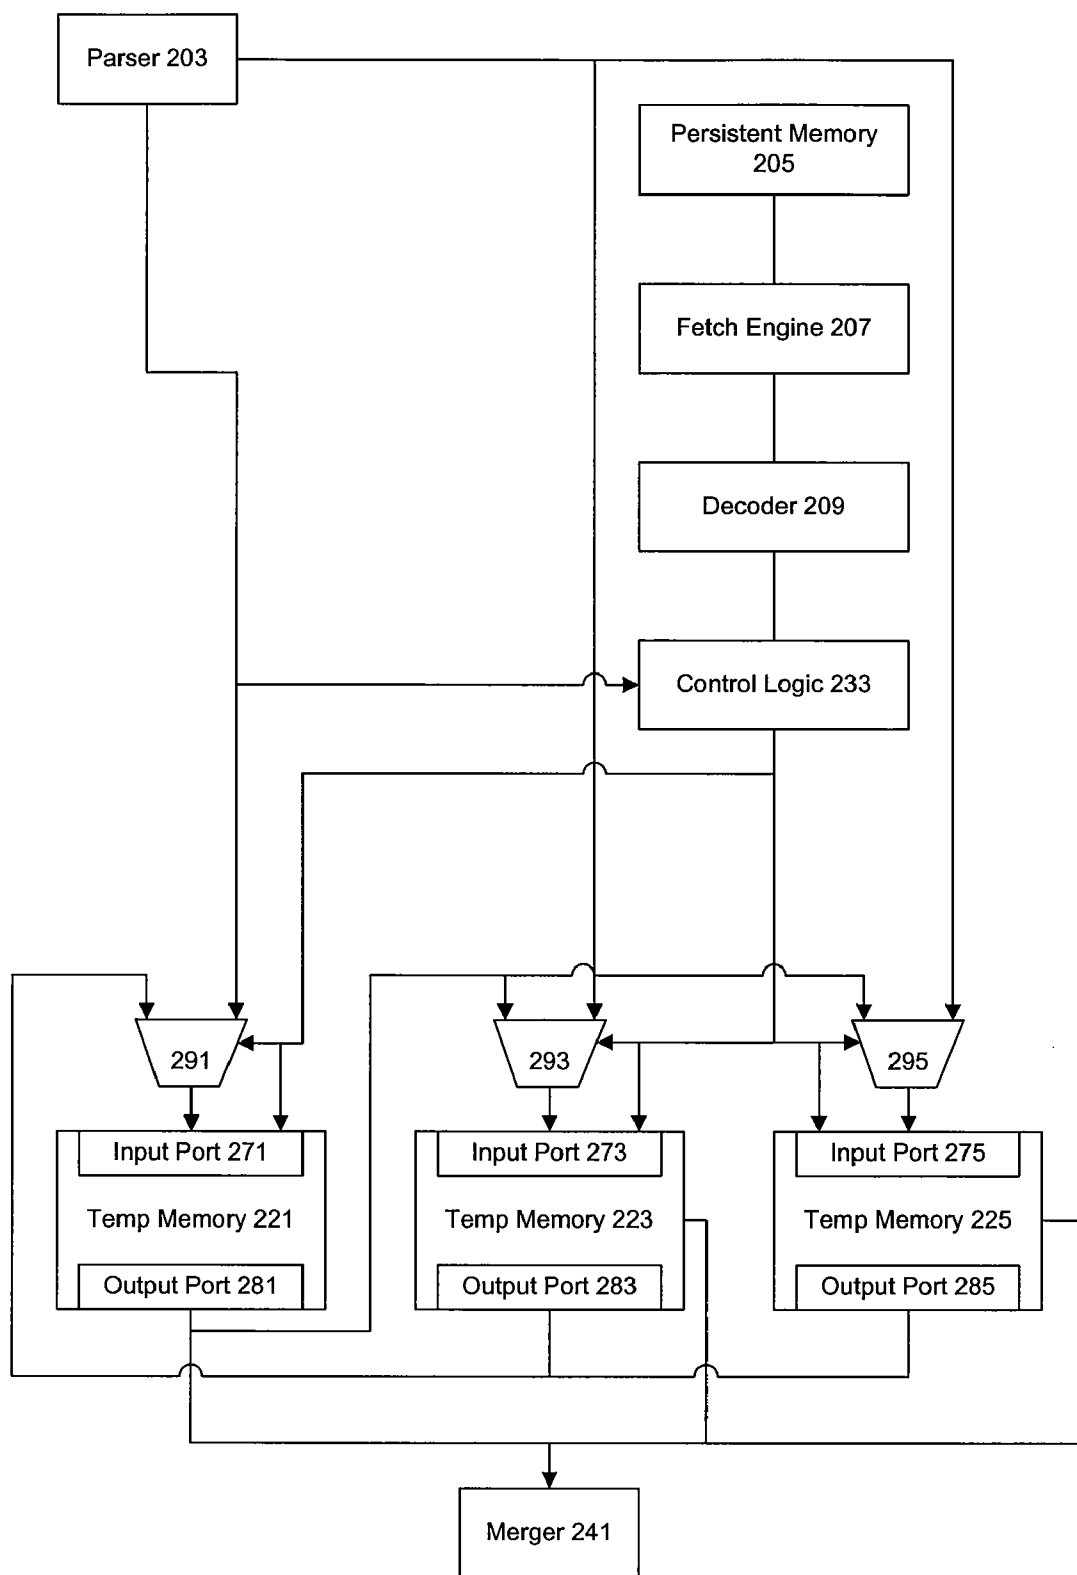 Parser 203
Persistent Memory
205
Fetch Engine 207
Decoder 209
Control Logic 233
291
293
295
Input Port 271
Input Port 273
Input Port 275
Temp Memory 221
Temp Memory 223
Temp Memory 225
Output Port 281
Output Port 283
Output Port 285
Merger 241